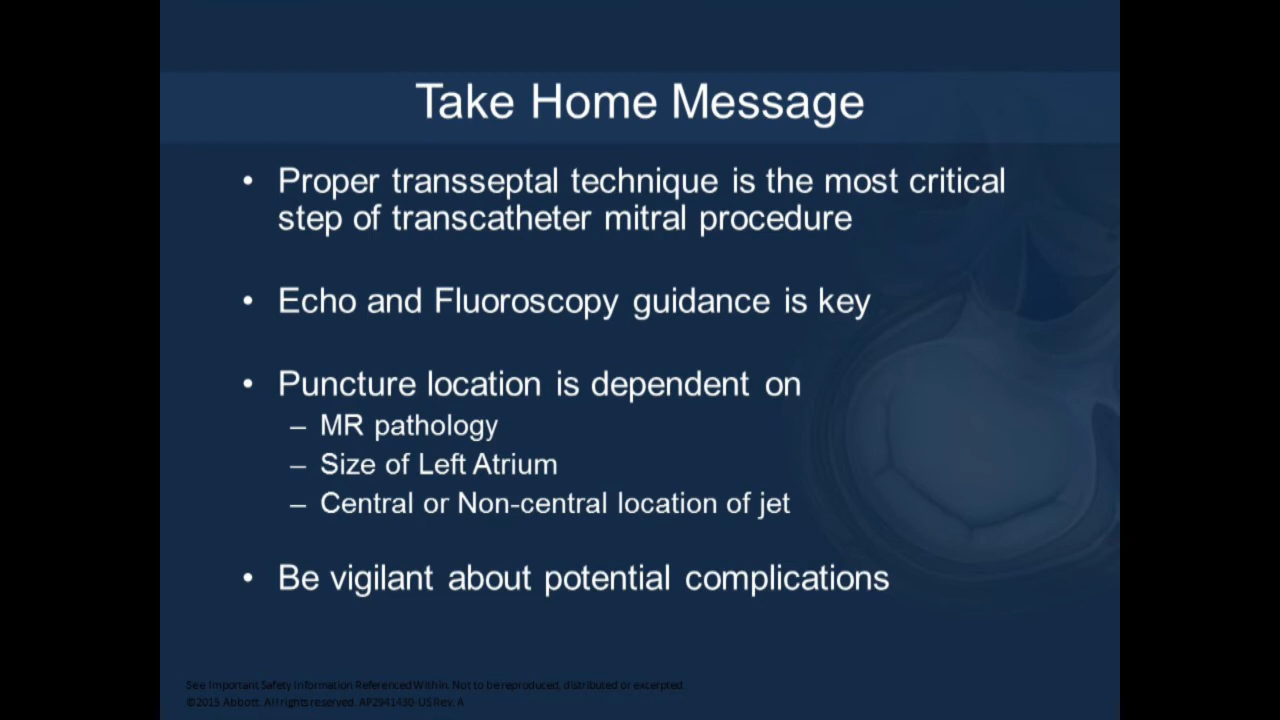 Take Home Message
• Proper transseptal technique is the most critical
step of transcatheter mitral procedure
• Echo and Fluoroscopy guidance is key
• Puncture location is dependent on
– MR pathology
– Size of Left Atrium
– Central or Non-central location of jet
• Be vigilant about potential complications
See Important Safety Information Referenced Within. Not to be reproduced, distributed or excerpted.
©2015 Abbott. All rights reserved. AP2941430-US Rev. A